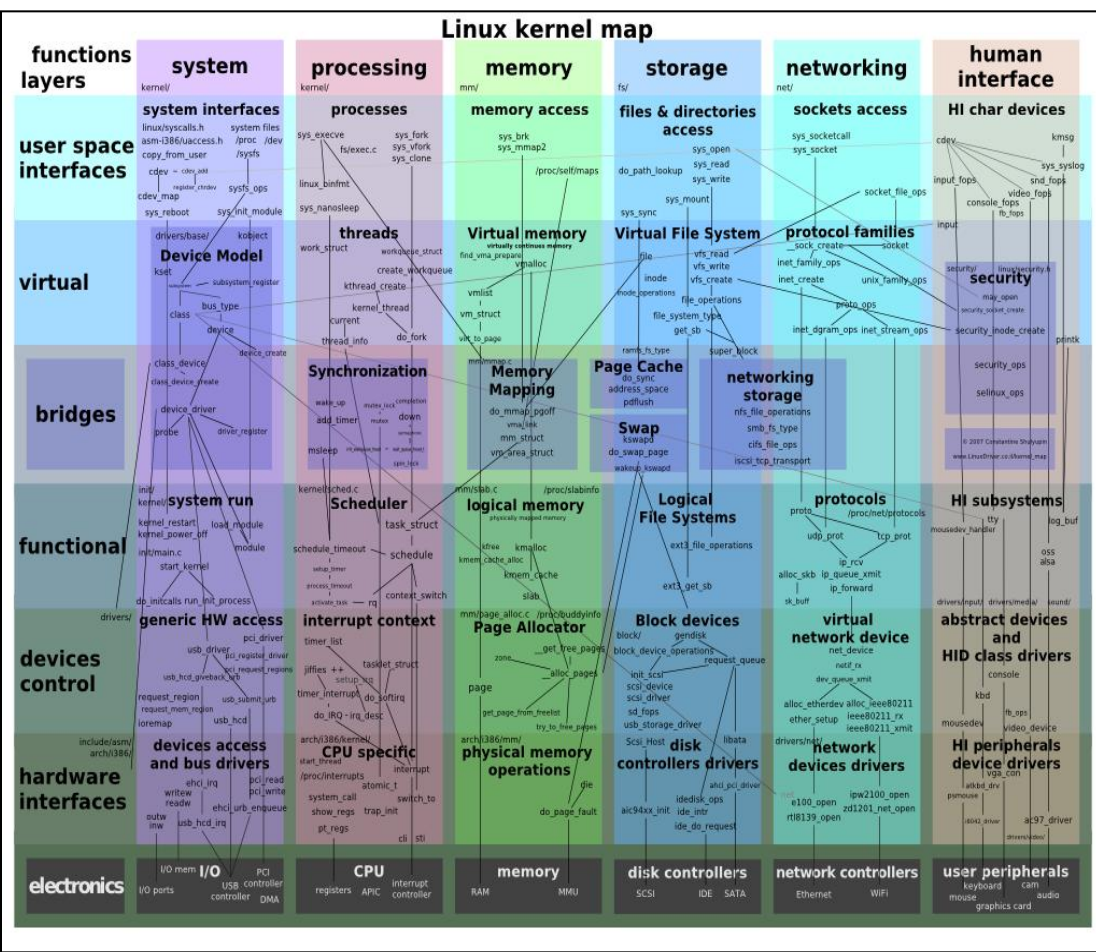 Linux kernel map
functions
layers
system
kernel/
processing
kernel/
memory
mm/
storage
fs/
networking
net/
human
interface
user space
interfaces
system interfaces
linux/syscalls.h
system files
asm-i386/uaccess.h
/proc /dev
copy_from_user
/sysfs
cdev
cdev_add
register_chrdev
cdev_map
sysfs_ops
sys_reboot
sys_init_module
processes
sys_execve
sys_fork
sys_vfork
fs/exec.c
sys_clone
linux_binfmt
sys_nanosleep
memory access
sys_brk
sys_mmap2
/proc/self/maps
files & directories
access
sys_open
sys_read
do_path_lookup
sys_write
sys_mount
sys_sync
sockets access
sys_socketcall
sys_socket
socket_file_ops
HI char devices
cdev
kmsg
sys_syslog
input_fops
snd_fops
video_fops
console_fops
fb_fops
input
virtual
drivers/base/
kobject
Device Model
kset
subsystem_register
bus_type
class
device
device_create
threads
work_struct
workqueue_struct
create_workqueue
kthread_create
kernel_thread
current
do_fork
thread_info
Virtual memory
virtually continues memory
find_vma_prepare
vmalloc
vmlist
vm_struct
virt_to_page
Virtual File System
file
vfs_read
vfs_write
inode
vfs_create
inode_operations
file_operations
file_system_type
get_sb
ramfs_fs_type
super_block
protocol families
__sock_create
socket
inet_family_ops
inet_create
unix_family_ops
proto_ops
inet_dgram_ops
inet_stream_ops
security/
linux/security.h
security
may_open
security_socket_create
security_inode_create
printk
bridges
class_device
class_device_create
device_driver
probe
driver_register
Synchronization
wake_up
mutex_lock
completion
add_timer
mutex
down
msleep
spin_lock
mm/mmap.c
Memory
Mapping
do_mmap_pgoff
vma_link
mm_struct
vm_area_struct
Page Cache
do_sync
address_space
pdflush
Swap
kswapd
do_swap_page
wakeup_kswapd
networking
storage
nfs_file_operations
smb_fs_type
cifs_file_ops
iscsi_tcp_transport
security_ops
selinux_ops
© 2007 Constantine Shulyupin
www.LinuxDriver.co.il/kernel_map
functional
init/
kernel/
system run
kernel_restart
kernel_power_off
load_module
init/main.c
module
start_kernel
do_initcalls
run_init_process
kernel/sched.c
Scheduler
task_struct
schedule_timeout
schedule
setup_timer
process_timeout
activate_task
rq
context_switch
mm/slab.c
/proc/slabinfo
logical memory
physically mapped memory
kfree
kmalloc
kmem_cache_alloc
kmem_cache
slab
Logical
File Systems
ext3_file_operations
ext3_get_sb
protocols
proto
/proc/net/protocols
udp_prot
tcp_prot
ip_rcv
alloc_skb
ip_queue_xmit
sk_buff
ip_forward
HI subsystems
mousedev_handler
tty
log_buf
oss
alsa
drivers/input/
drivers/media/
sound/
devices
control
drivers/
generic HW access
pci_driver
usb_driver
pci_register_driver
pci_request_regions
usb_hcd_giveback_urb
request_region
usb_submit_urb
request_mem_region
ioremap
usb_hcd
interrupt context
timer_list
jiffies ++
tasklet_struct
setup_irq
timer_interrupt
do_softirq
do_IRQ
irq_desc
mm/page_alloc.c
/proc/buddyinfo
Page Allocator
__get_free_pages
zone
__alloc_pages
page
get_page_from_freelist
try_to_free_pages
Block devices
block/
gendisk
block_device_operations
request_queue
init_scsi
scsi_device
scsi_driver
sd_fops
usb_storage_driver
virtual
network device
net_device
netif_rx
dev_queue_xmit
alloc_etherdev
alloc_ieee80211
ether_setup
ieee80211_rx
ieee80211_xmit
abstract devices
and
HID class drivers
console
kbd
fb_ops
mousedev
video_device
hardware
interfaces
include/asm/
arch/i386/
devices access
and bus drivers
ehci_irq
pci_read
writew
pci_write
readw
ehci_urb_enqueue
outw
inw
usb_hcd_irq
arch/i386/kernel/
CPU specific
start_thread
interrupt
/proc/interrupts
atomic_t
system_call
switch_to
show_regs
trap_init
pt_regs
cli
sti
arch/i386/mm/
physical memory
operations
die
do_page_fault
Scsi_Host
libata
disk
controllers drivers
ahci_pci_driver
aic94xx_init
idedisk_ops
ide_intr
ide_do_request
drivers/net/
network
devices drivers
ipw2100_open
e100_open
zd1201_net_open
rtl8139_open
HI peripherals
device drivers
vga_con
atkbd_drv
psmouse
i8042_driver
ac97_driver
drivers/video/
electronics
I/O mem
I/O
I/O ports
USB
controller
PCI
controller
DMA
CPU
registers
APIC
interrupt
controller
memory
RAM
MMU
disk controllers
SCSI
IDE
SATA
network controllers
Ethernet
WiFi
user peripherals
keyboard
cam
mouse
audio
graphics card